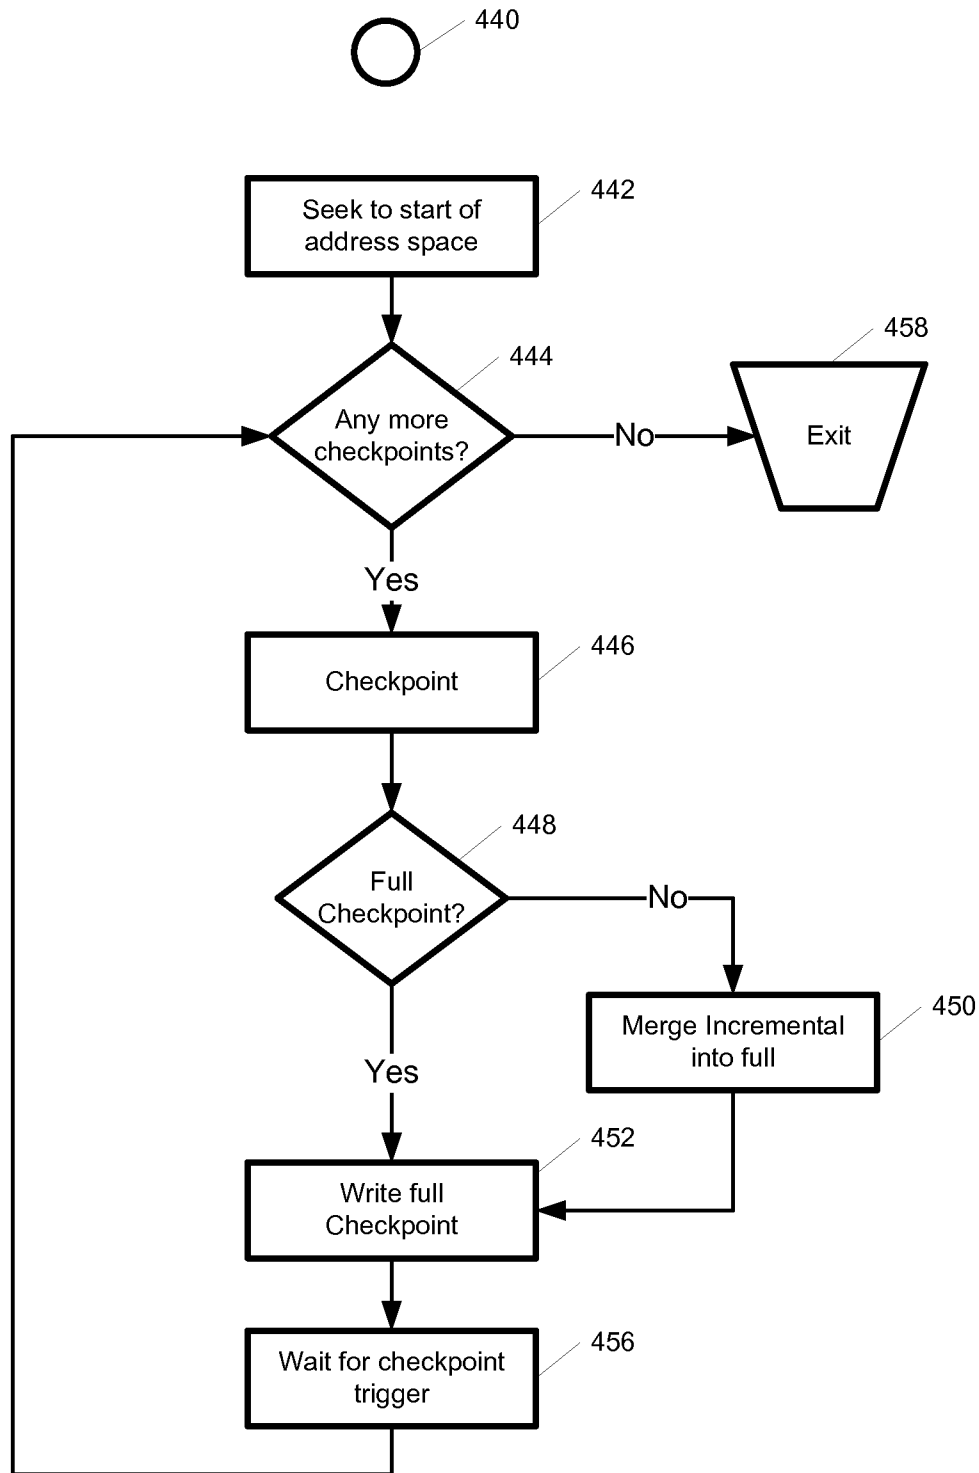 440
Seek to start of
address space
442
458
444
Any more
checkpoints?
No
Exit
Yes
446
Checkpoint
448
Full
Checkpoint?
No
450
Merge Incremental
into full
Yes
452
Write full
Checkpoint
456
Wait for checkpoint
trigger